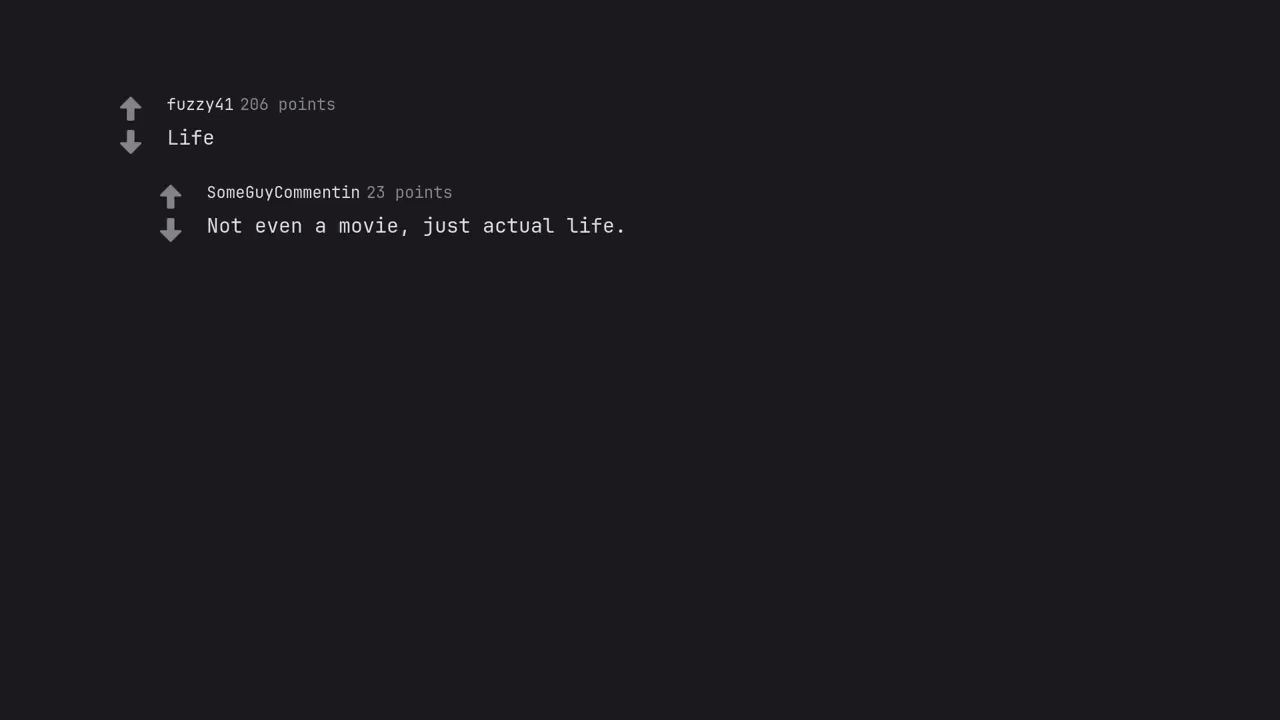 fuzzy41 206 points
Life
SomeGuyCommentin 23 points
Not even a movie, just actual life.